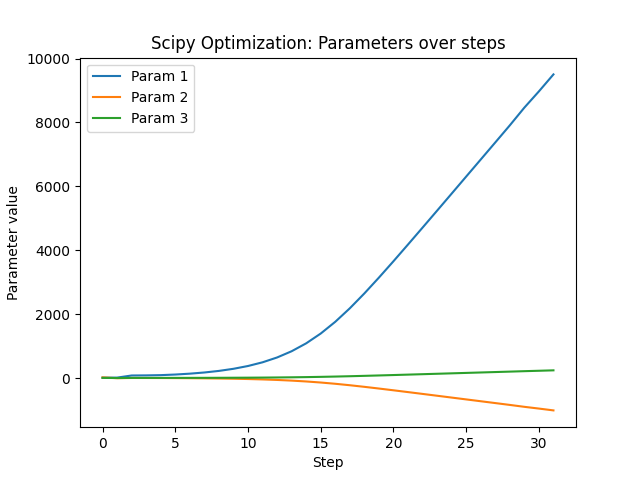 Scipy Optimization: Parameters over steps
Param 1
Param 2
Param 3
10000
8000
6000
4000
2000
0
Parameter value
0 5 10 15 20 25 30
Step